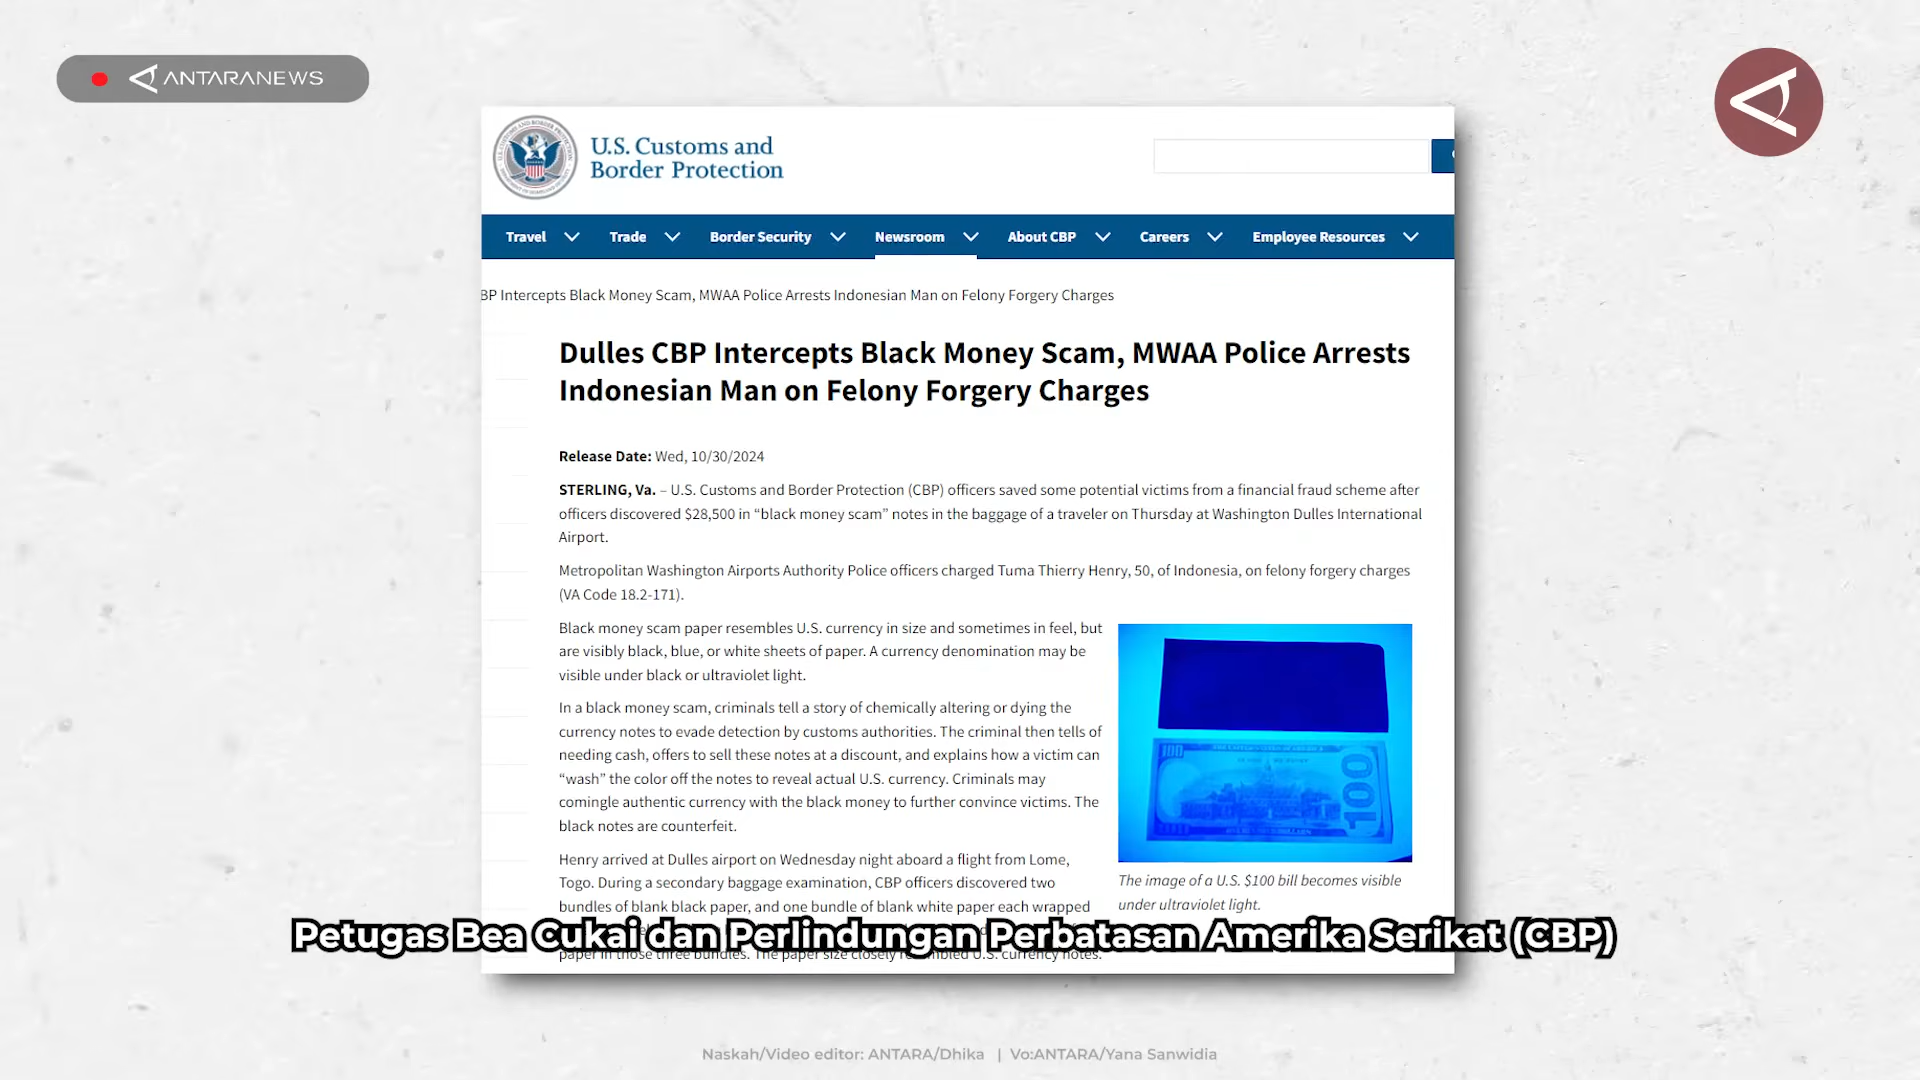 ANTARANEWS
U.S. Customs and
Border Protection
Travel Trade Border Security Newsroom About CBP Careers Employee Resources
BP Intercepts Black Money Scam, MWAA Police Arrests Indonesian Man on Felony Forgery Charges
Dulles CBP Intercepts Black Money Scam, MWAA Police Arrests
Indonesian Man on Felony Forgery Charges
Release Date: Wed, 10/30/2024
STERLING, Va. – U.S. Customs and Border Protection (CBP) officers saved some potential victims from a financial fraud scheme after
officers discovered $28,500 in “black money scam” notes in the baggage of a traveler on Thursday at Washington Dulles International
Airport.
Metropolitan Washington Airports Authority Police officers charged Tuma Thierry Henry, 50, of Indonesia, on felony forgery charges
(VA Code 18.2-171).
Black money scam paper resembles U.S. currency in size and sometimes in feel, but
are visibly black, blue, or white sheets of paper. A currency denomination may be
visible under black or ultraviolet light.
In a black money scam, criminals tell a story of chemically altering or dying the
currency notes to evade detection by customs authorities. The criminal then tells of
needing cash, offers to sell these notes at a discount, and explains how a victim can
“wash” the color off the notes to reveal actual U.S. currency. Criminals may
comingle authentic currency with the black money to further convince victims. The
black notes are counterfeit.
Henry arrived at Dulles airport on Wednesday night aboard a flight from Lome,
Togo. During a secondary baggage examination, CBP officers discovered two
bundles of blank black paper, and one bundle of blank white paper each wrapped
paper in those three bundles. The paper size closely resembled U.S. currency notes.
100
100
The image of a U.S. $100 bill becomes visible
under ultraviolet light.
Petugas Bea Cukai dan Perlindungan Perbatasan Amerika Serikat (CBP)
Naskah/Video editor: ANTARA/Dhika | Vo:ANTARA/Yana Sanwidia